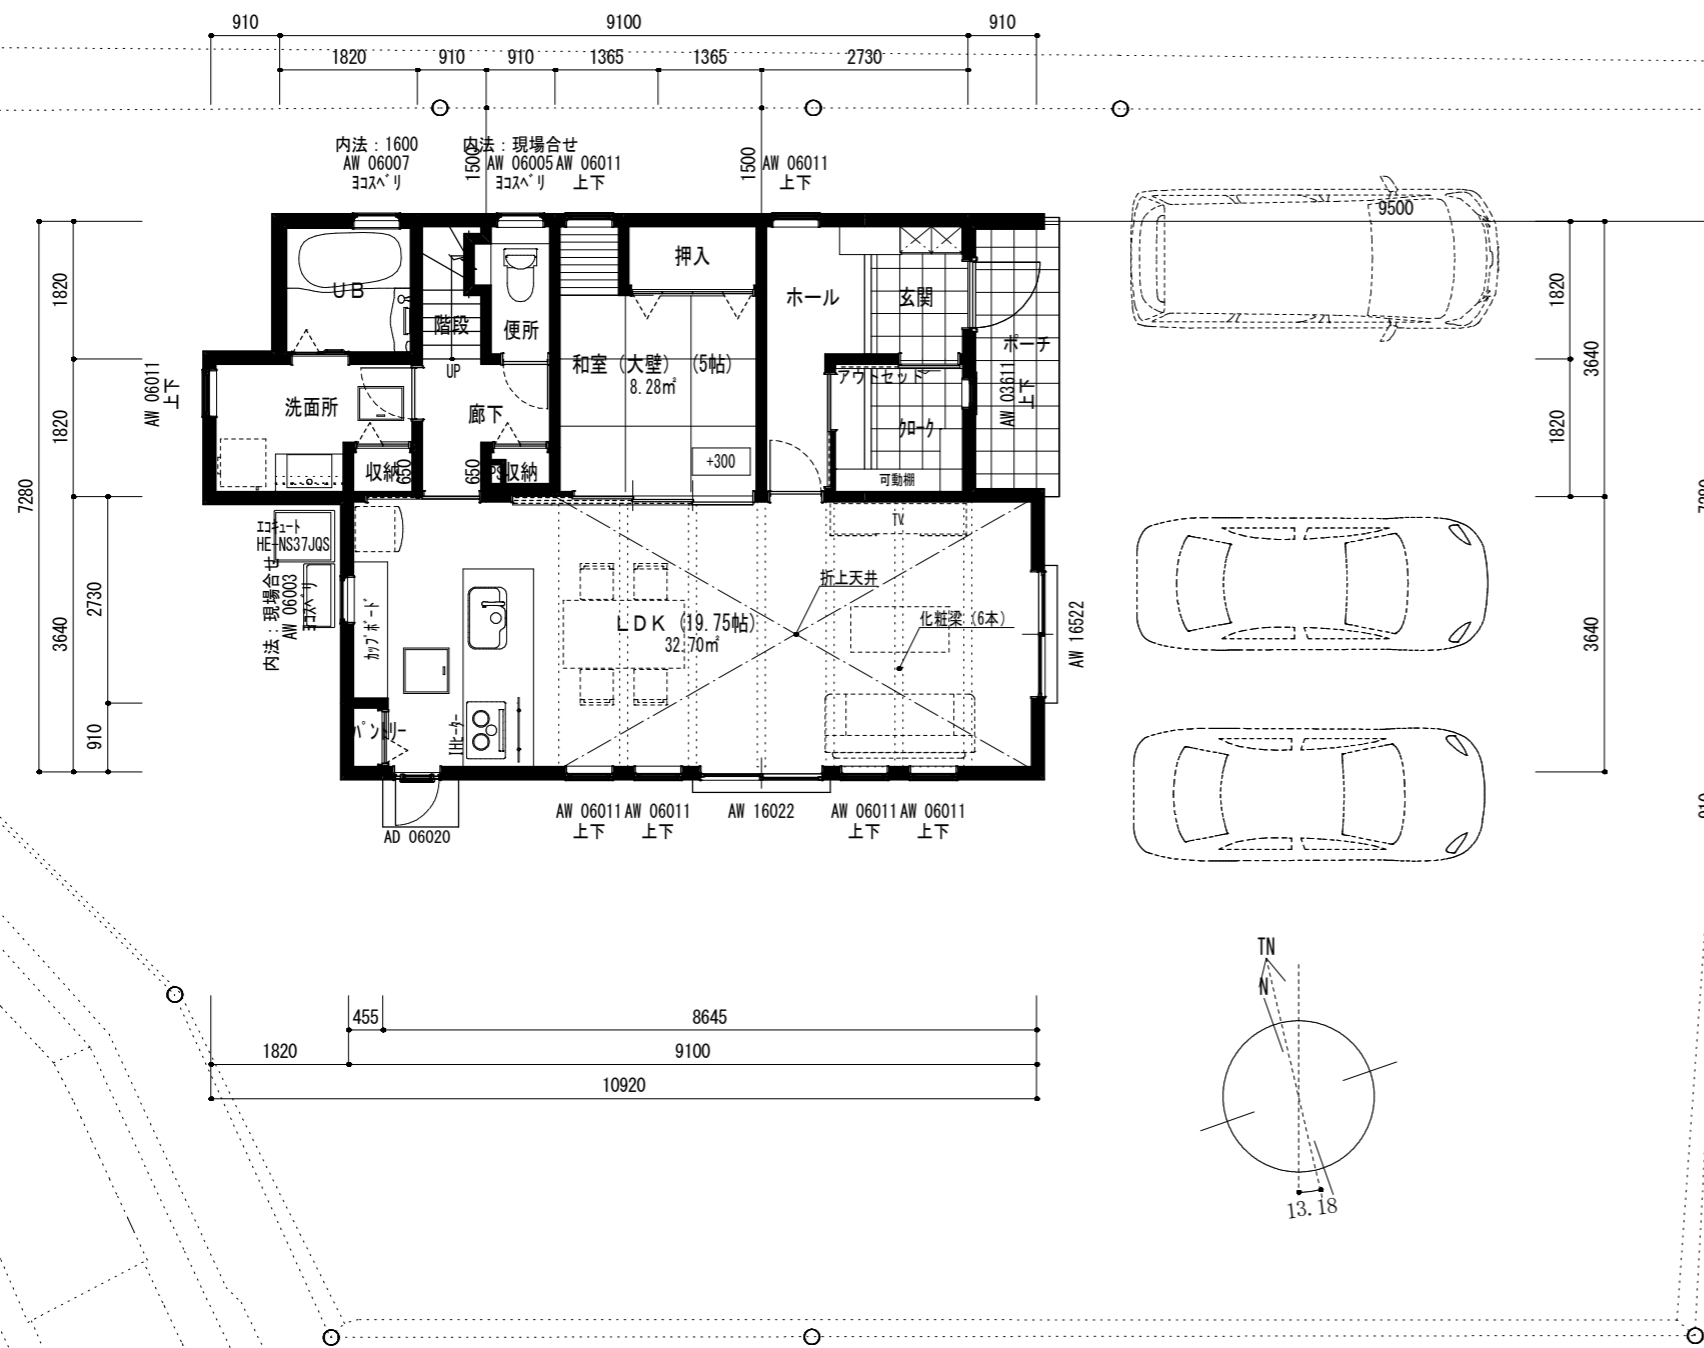 910
9100
910
1820
910
910
1365
1365
2730
内法：1600
AW 06007
ﾖｺｽﾍﾞﾘ
内法：現場合せ
AW 06005
ﾖｺｽﾍﾞﾘ
AW 06011
上下
AW 06011
上下
1500
1500
9500
UB
階段
UP
便所
押入
ホール
玄関
ポーチ
和室（大壁）（5帖）
8.28㎡
アウトセット
AW 03611
上下
AW 06011
上下
洗面所
廊下
ｸﾛｰｸ
収納
650
650
PS
収納
+300
可動棚
TV
ｴｺｷｭｰﾄ
HE-NS37JQS
内法：現場合せ
AW 06003
ﾖｺｽﾍﾞﾘ
ｶｯﾌﾟﾎﾞｰﾄﾞ
折上天井
LDK（19.75帖）
32.70㎡
化粧梁（6本）
AW 16522
パントリー
IHﾋｰﾀｰ
AD 06020
AW 06011
上下
AW 06011
上下
AW 16022
AW 06011
上下
AW 06011
上下
7280
1820
1820
3640
2730
910
1820
1820
3640
3640
7280
910
455
8645
1820
9100
10920
TN
N
13.18